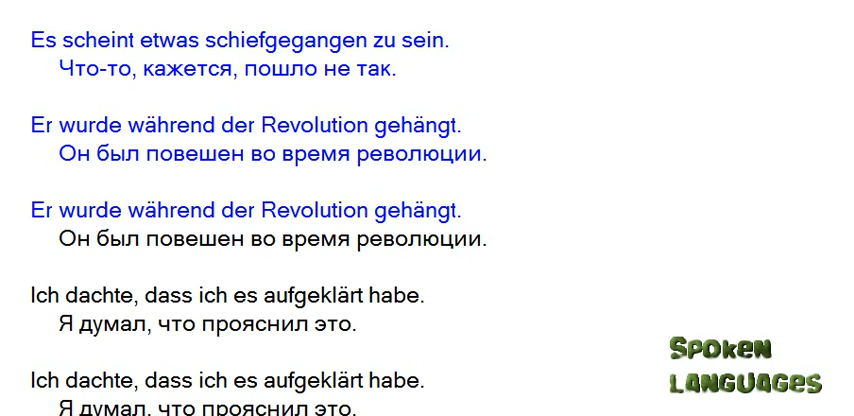 Es scheint etwas schiefgegangen zu sein.
Что-то, кажется, пошло не так.
Er wurde während der Revolution gehängt.
Он был повешен во время революции.
Er wurde während der Revolution gehängt.
Он был повешен во время революции.
Ich dachte, dass ich es aufgeklärt habe.
Я думал, что прояснил это.
Ich dachte, dass ich es aufgeklärt habe.
Я думал, что прояснил это.
Spoken
Languages